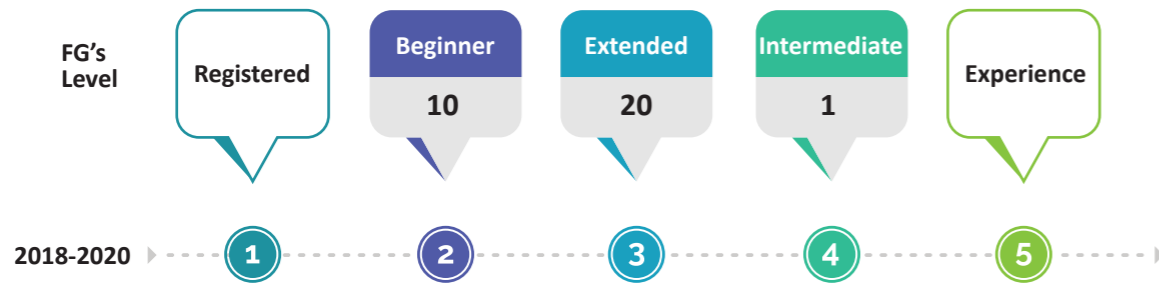 FG's
Level
Registered
Beginner
10
Extended
20
Intermediate
1
Experience
2018-2020
1
2
3
4
5